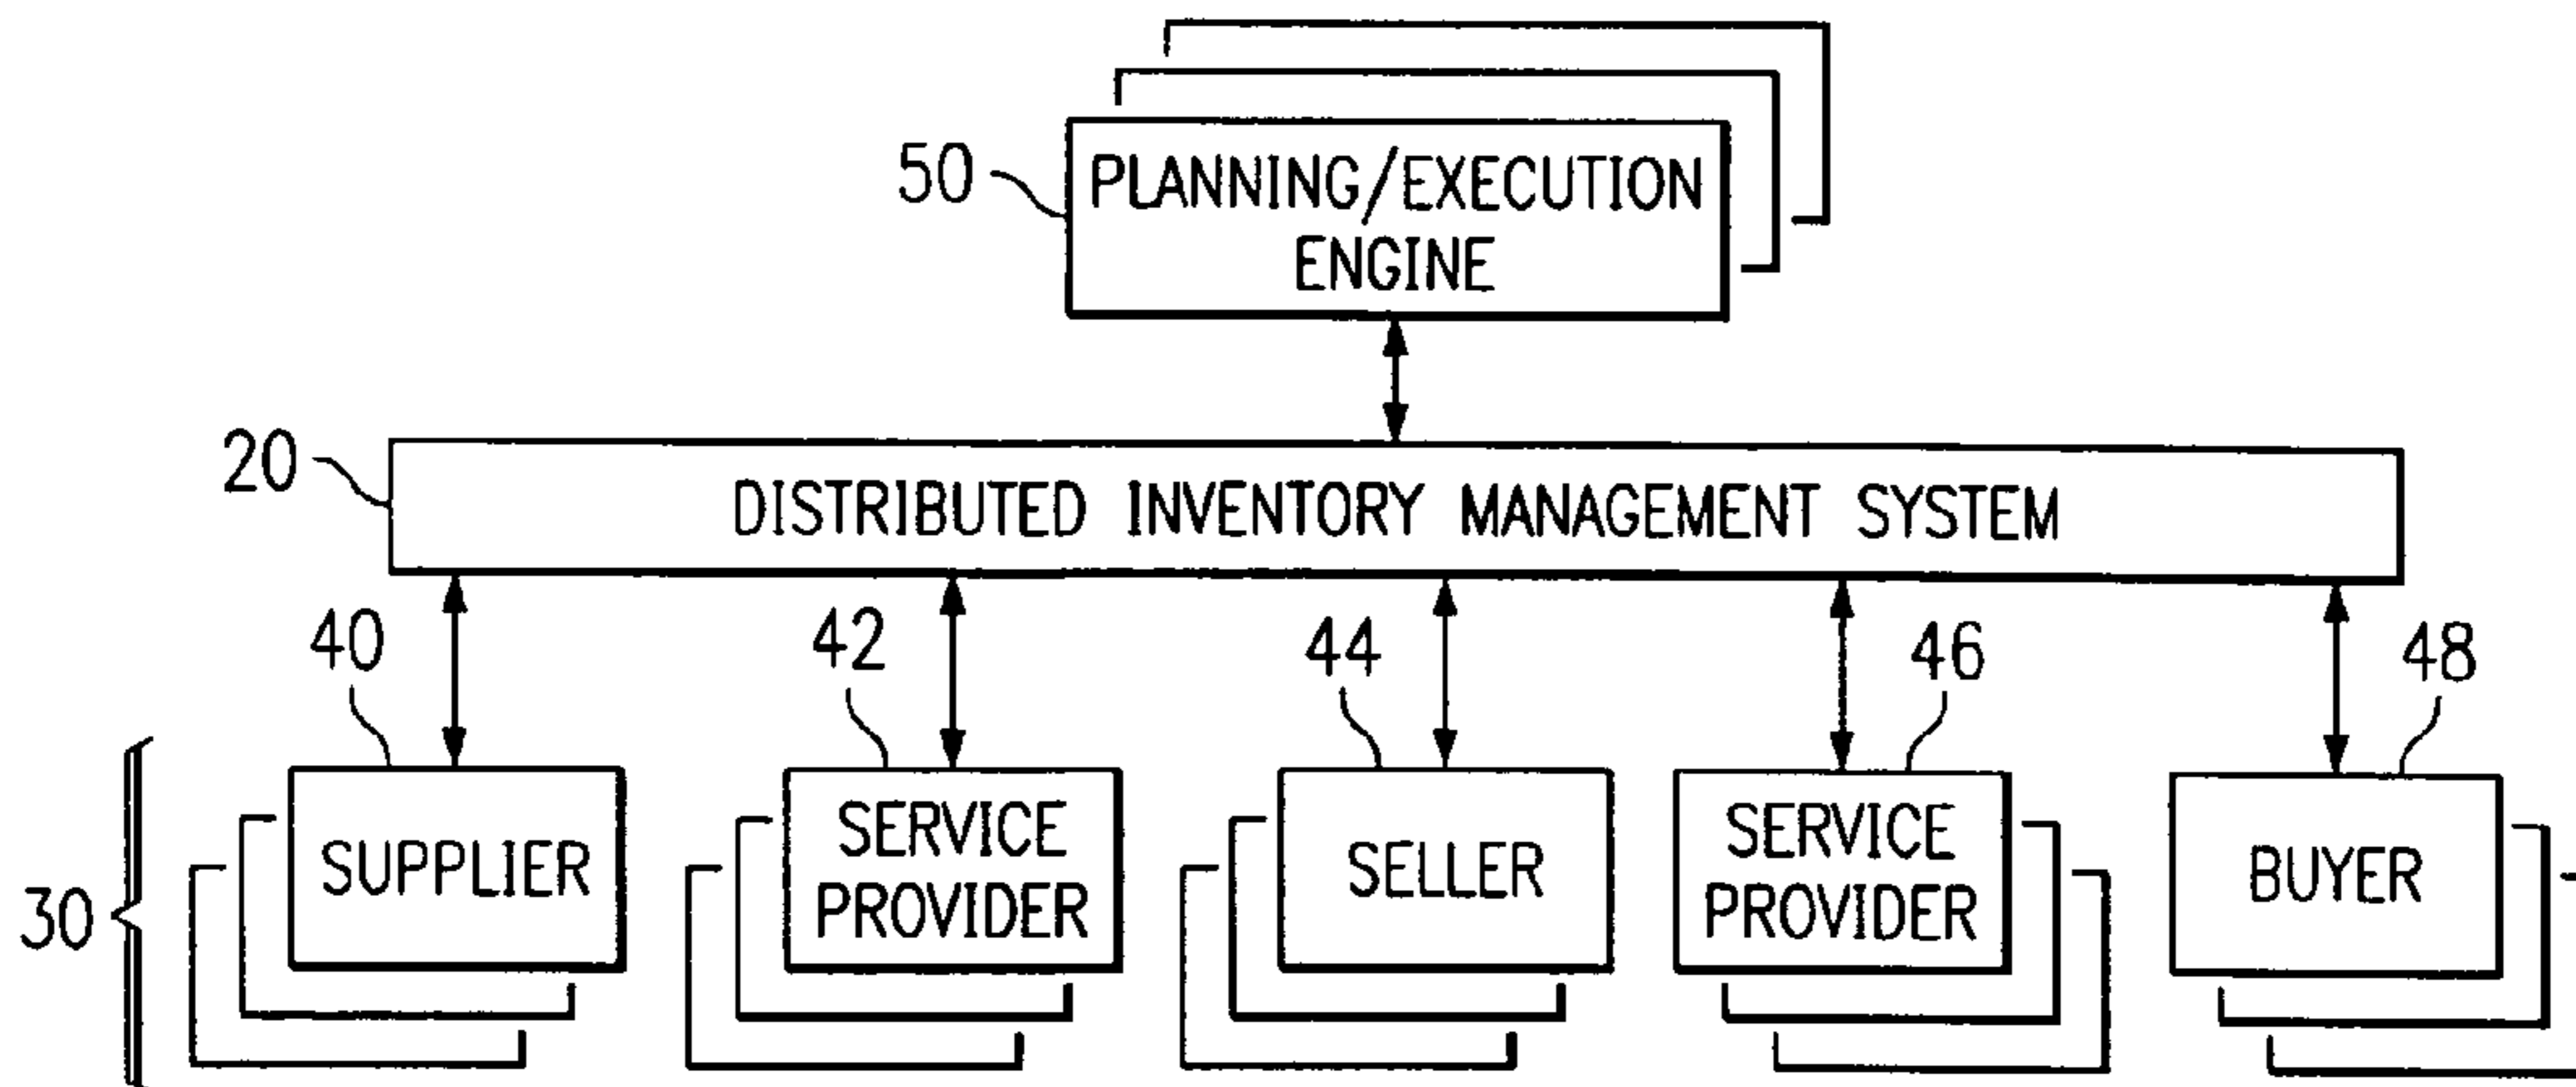 50
PLANNING/EXECUTION
ENGINE
20
DISTRIBUTED INVENTORY MANAGEMENT SYSTEM
40
42
44
46
48
30
SUPPLIER
SERVICE
PROVIDER
SELLER
SERVICE
PROVIDER
BUYER